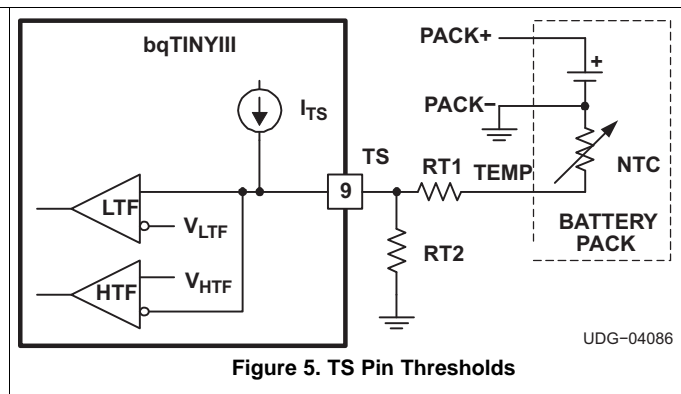 bqTINYIII
PACK+
+
I_TS
PACK−
TS
RT1
TEMP
NTC
9
LTF
V_LTF
BATTERY
PACK
RT2
HTF
V_HTF
UDG−04086
Figure 5. TS Pin Thresholds